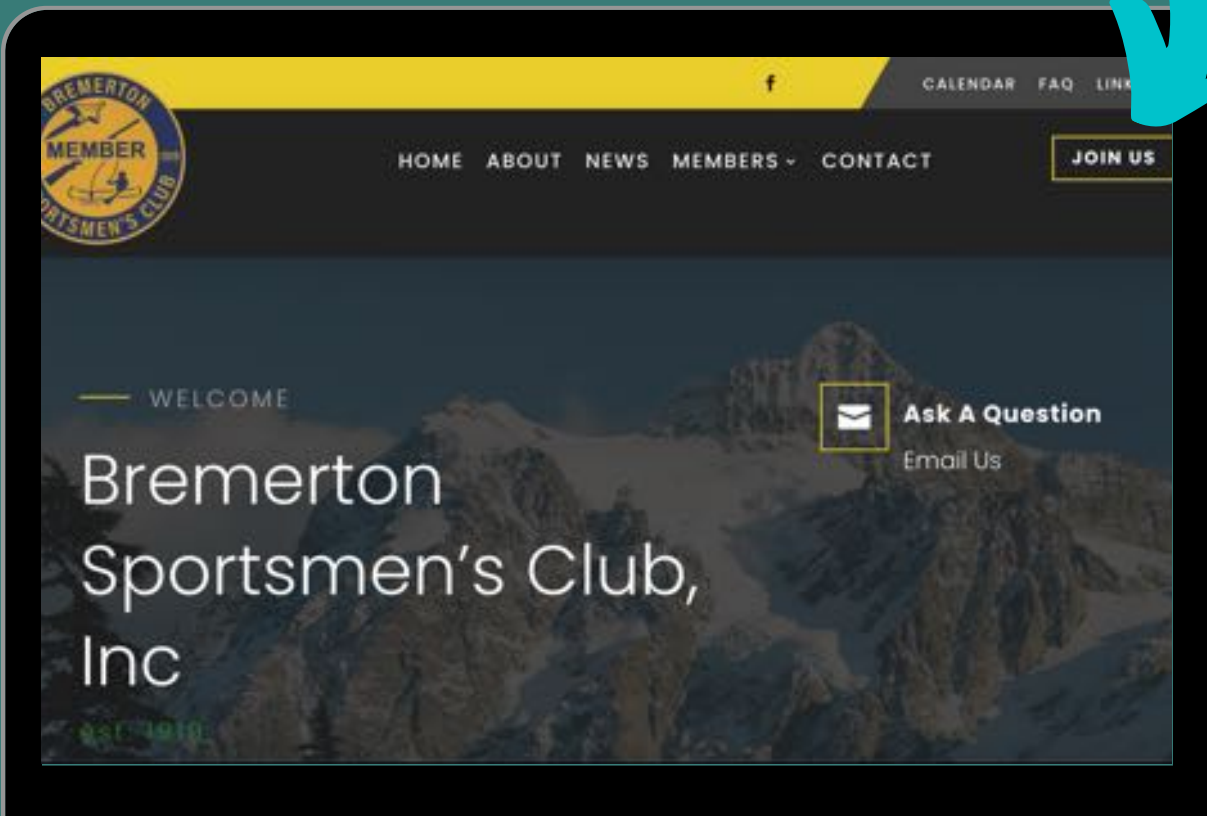 BREMERTON
MEMBER
SPORTSMEN'S CLUB
f
CALENDAR FAQ
HOME ABOUT NEWS MEMBERS CONTACT
JOIN US
WELCOME
Bremerton
Sportsmen's Club,
Inc
Ask A Question
Email Us